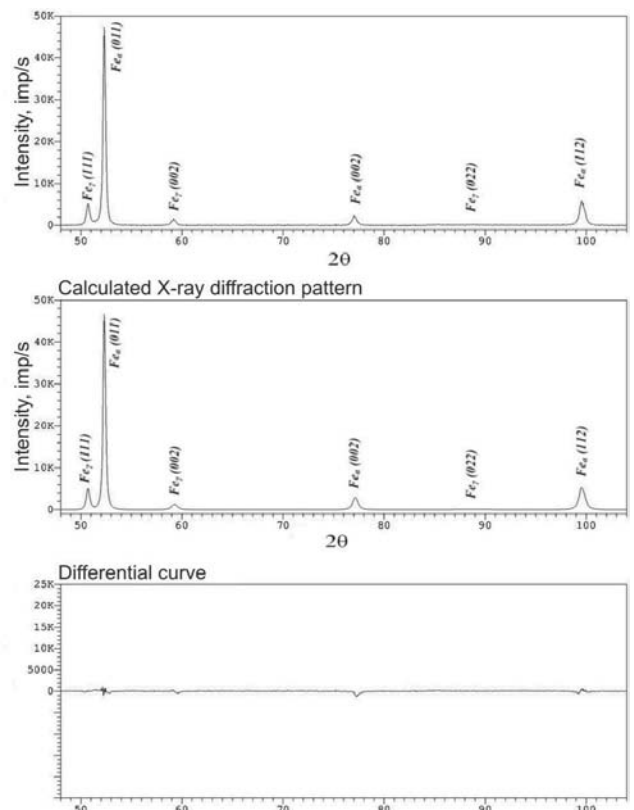 50K
40K
30K
20K
10K
0
Intensity, imp/s
Feγ (111)
Feα (011)
Feγ (002)
Feα (002)
Feγ (022)
Feα (112)
50 60 70 80 90 100
2θ
Calculated X-ray diffraction pattern
50K
40K
30K
20K
10K
0
Intensity, imp/s
Feγ (111)
Feα (011)
Feγ (002)
Feα (002)
Feγ (022)
Feα (112)
50 60 70 80 90 100
2θ
Differential curve
25K
20K
15K
10K
5000
0
50 60 70 80 90 100